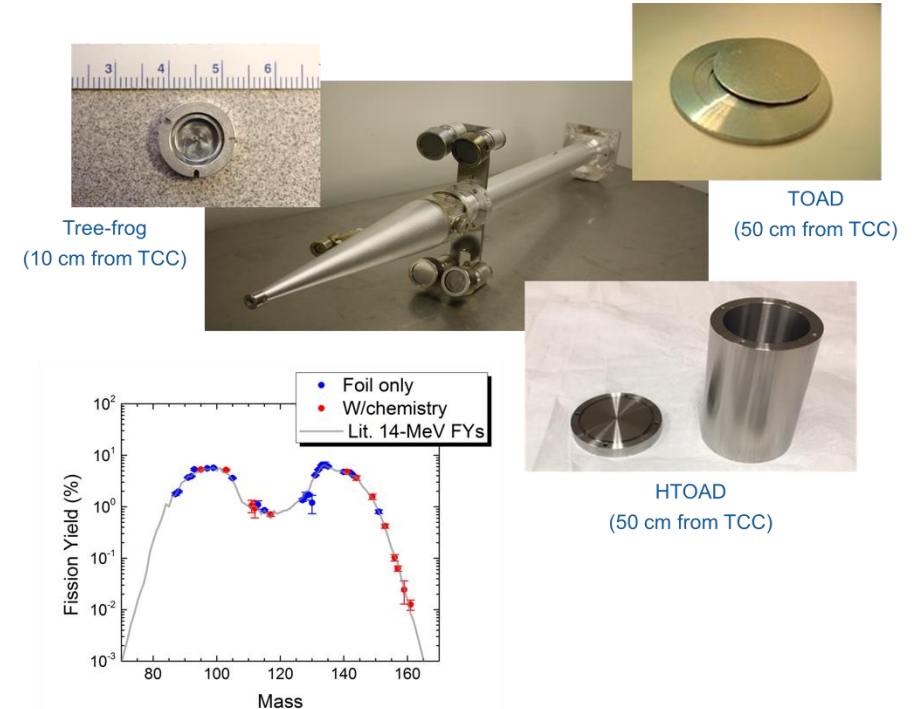 3 4 5 6
Tree-frog
(10 cm from TCC)
TOAD
(50 cm from TCC)
HTOAD
(50 cm from TCC)
Foil only
W/chemistry
Lit. 14-MeV FYs
10²
10¹
10⁰
10⁻¹
10⁻²
10⁻³
Fission Yield (%)
80 100 120 140 160
Mass